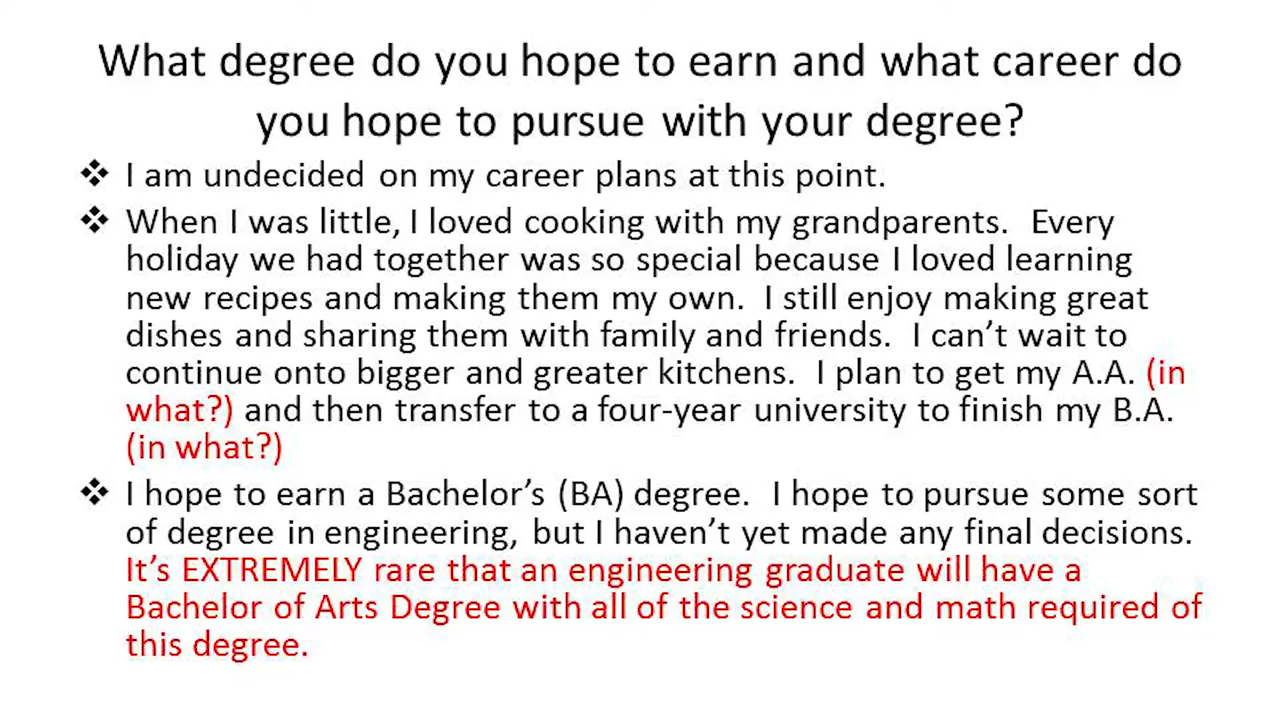 What degree do you hope to earn and what career do
you hope to pursue with your degree?
❖ I am undecided on my career plans at this point.
❖ When I was little, I loved cooking with my grandparents.  Every
holiday we had together was so special because I loved learning
new recipes and making them my own.  I still enjoy making great
dishes and sharing them with family and friends.  I can’t wait to
continue onto bigger and greater kitchens.  I plan to get my A.A. (in
what?) and then transfer to a four-year university to finish my B.A.
(in what?)
❖ I hope to earn a Bachelor’s (BA) degree.  I hope to pursue some sort
of degree in engineering, but I haven’t yet made any final decisions.
It’s EXTREMELY rare that an engineering graduate will have a
Bachelor of Arts Degree with all of the science and math required of
this degree.